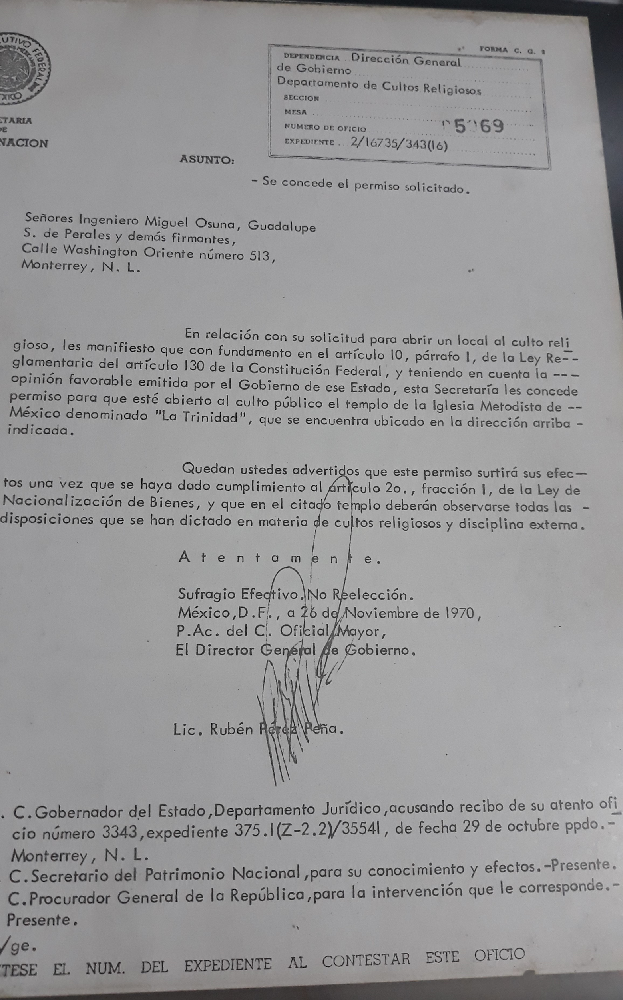 UTIVO FEDERAL
XICO
ETARIA
DE
NACION
FORMA C. G. 2
DEPENDENCIA Dirección General
de Gobierno
Departamento de Cultos Religiosos
SECCION
MESA
NUMERO DE OFICIO
EXPEDIENTE 2/16735/343(16)
ASUNTO:
- Se concede el permiso solicitado.
Señores Ingeniero Miguel Osuna, Guadalupe
S. de Perales y demás firmantes,
Calle Washington Oriente número 513,
Monterrey, N. L.
En relación con su solicitud para abrir un local al culto reli
gioso, les manifiesto que con fundamento en el artículo 10, párrafo I, de la Ley Re--
glamentaria del artículo 130 de la Constitución Federal, y teniendo en cuenta la ---
opinión favorable emitida por el Gobierno de ese Estado, esta Secretaría les concede
permiso para que esté abierto al culto público el templo de la Iglesia Metodista de --
México denominado "La Trinidad", que se encuentra ubicado en la dirección arriba -
indicada.
Quedan ustedes advertidos que este permiso surtirá sus efec—
tos una vez que se haya dado cumplimiento al artículo 2o., fracción I, de la Ley de
Nacionalización de Bienes, y que en el citado templo deberán observarse todas las -
disposiciones que se han dictado en materia de cultos religiosos y disciplina externa.
A t e n t a m e n t e.
Sufragio Efectivo. No Reelección.
México,D.F., a 26 de Noviembre de 1970,
P.Ac. del C. Oficial Mayor,
El Director General de Gobierno.
Lic. Rubén Pérez Peña.
. C.Gobernador del Estado,Departamento Jurídico,acusando recibo de su atento ofi
cio número 3343,expediente 375.1(Z-2.2)/35541, de fecha 29 de octubre ppdo.-
Monterrey, N. L.
C.Secretario del Patrimonio Nacional,para su conocimiento y efectos.-Presente.
C.Procurador General de la República,para la intervención que le corresponde.-
Presente.
/ge.
TESE EL NUM. DEL EXPEDIENTE AL CONTESTAR ESTE OFICIO